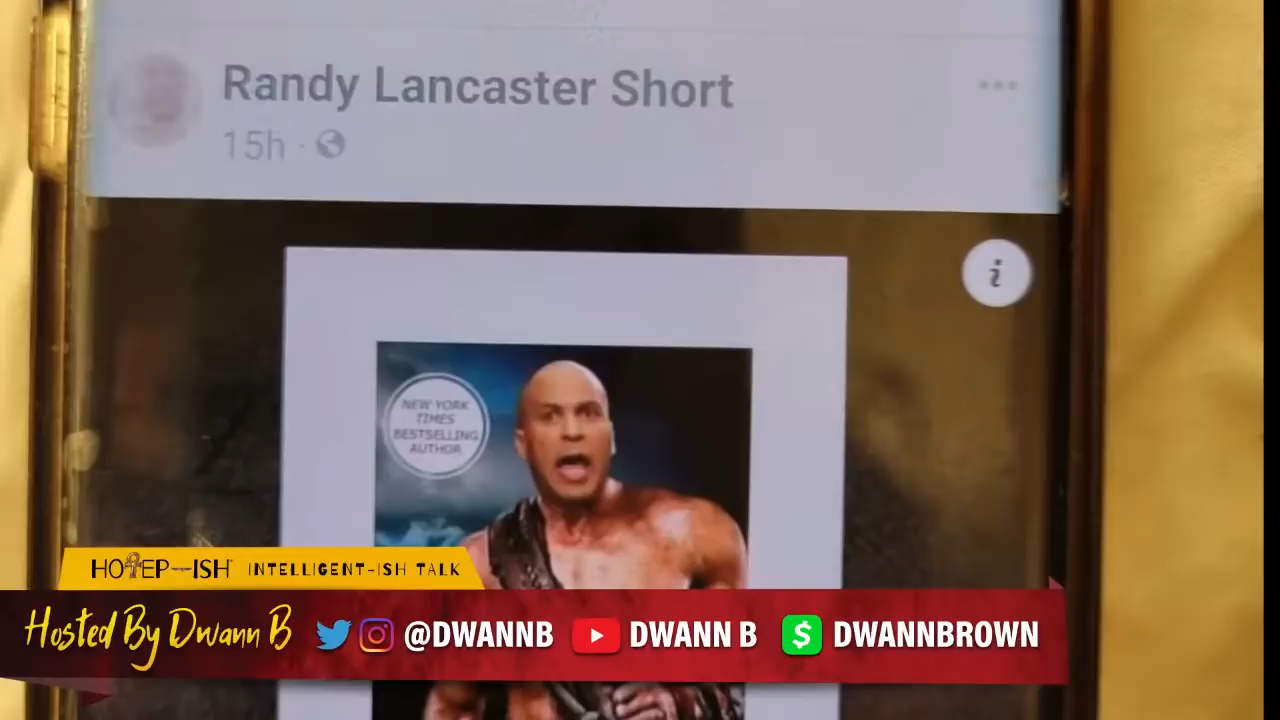 Randy Lancaster Short
15h
NEW YORK
TIMES
BESTSELLING
AUTHOR
HOTEP-ISH INTELLIGENT-ISH TALK
Hosted By Dwann B @DWANNB DWANN B DWANNBROWN